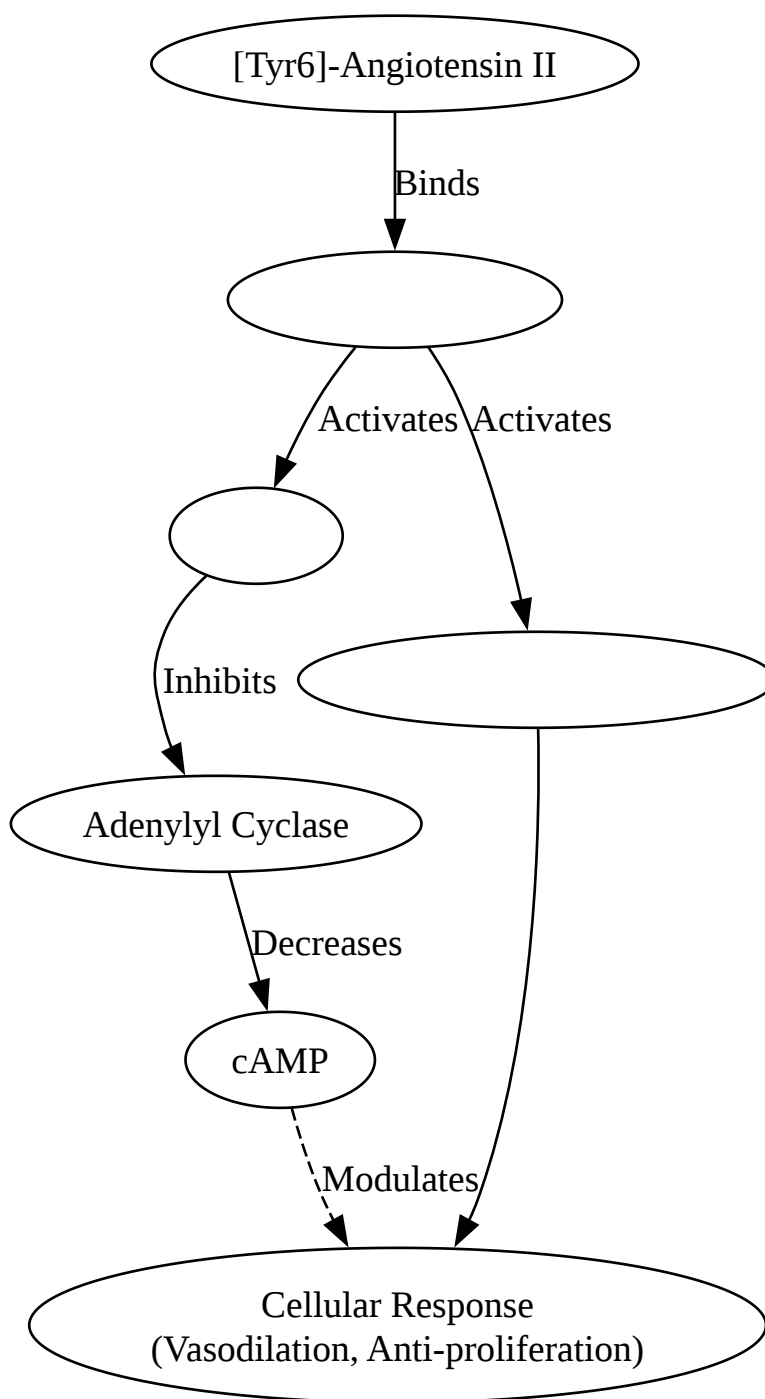 [Tyr6]-Angiotensin II
Binds
Activates
Activates
Inhibits
Adenylyl Cyclase
Decreases
cAMP
Modulates
Cellular Response
(Vasodilation, Anti-proliferation)